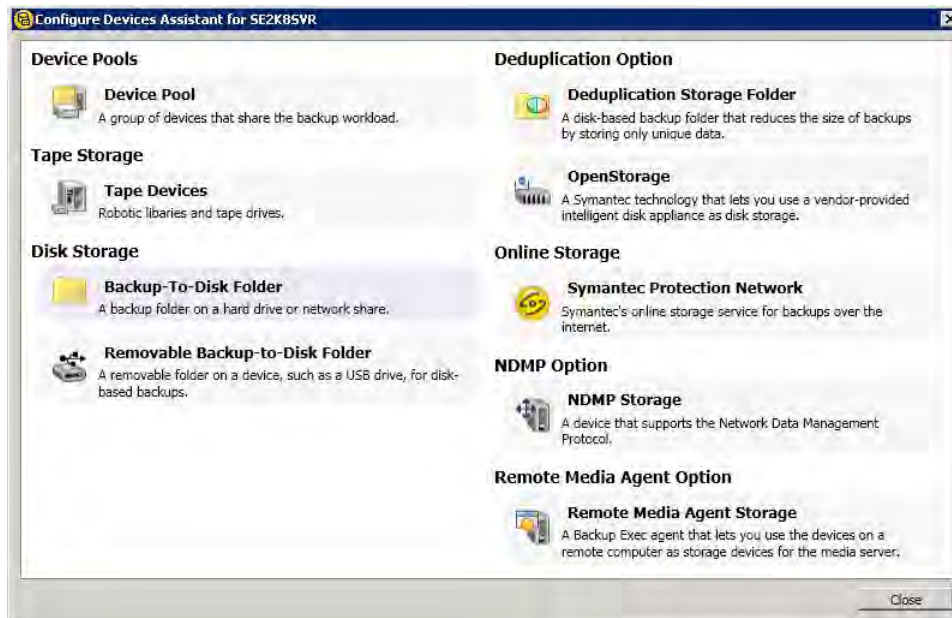 Configure Devices Assistant for SE2K8SVR
Device Pools
Device Pool
A group of devices that share the backup workload.
Tape Storage
Tape Devices
Robotic libaries and tape drives.
Disk Storage
Backup-To-Disk Folder
A backup folder on a hard drive or network share.
Removable Backup-to-Disk Folder
A removable folder on a device, such as a USB drive, for disk-
based backups.
Deduplication Option
Deduplication Storage Folder
A disk-based backup folder that reduces the size of backups
by storing only unique data.
OpenStorage
A Symantec technology that lets you use a vendor-provided
intelligent disk appliance as disk storage.
Online Storage
Symantec Protection Network
Symantec's online storage service for backups over the
internet.
NDMP Option
NDMP Storage
A device that supports the Network Data Management
Protocol.
Remote Media Agent Option
Remote Media Agent Storage
A Backup Exec agent that lets you use the devices on a
remote computer as storage devices for the media server.
Close